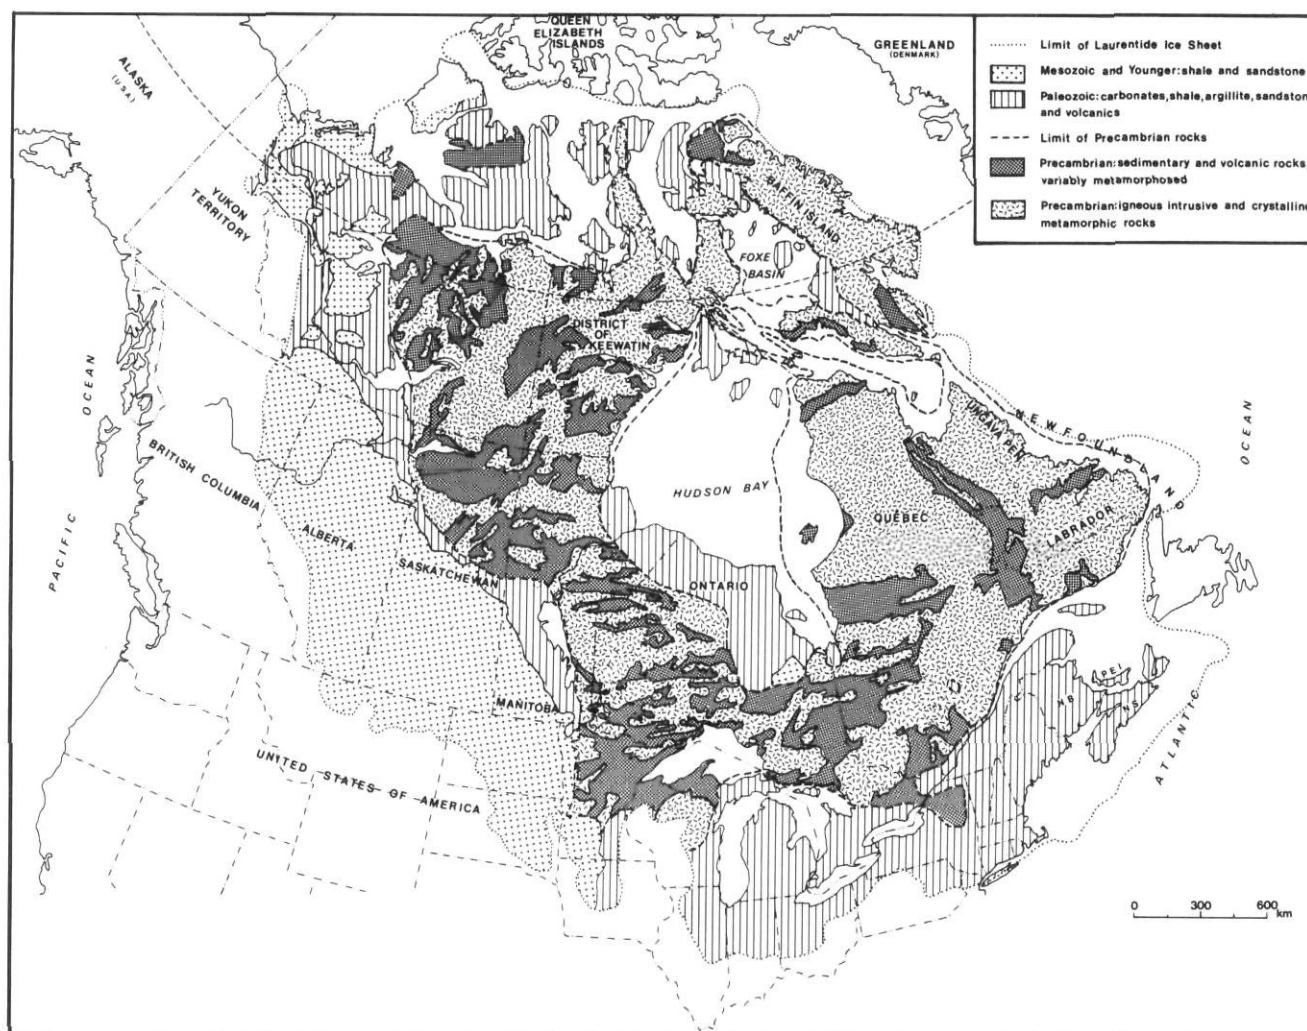 QUEEN
ELIZABETH
ISLANDS
GREENLAND
(DENMARK)
Limit of Laurentide Ice Sheet
Mesozoic and Younger:shale and sandstone
Paleozoic:carbonates,shale,argillite,sandston
and volcanics
Limit of Precambrian rocks
Precambrian:sedimentary and volcanic rocks
variably metamorphosed
Precambrian:igneous intrusive and crystalline
metamorphic rocks
ALASKA
(U.S.A.)
YUKON
TERRITORY
BAFFIN ISLAND
FOXE
BASIN
DISTRICT
OF
KEEWATIN
PACIFIC OCEAN
BRITISH COLUMBIA
ALBERTA
SASKATCHEWAN
MANITOBA
HUDSON BAY
ONTARIO
QUÉBEC
UNGAVA PEN
NEWFOUNDLAND
LABRADOR
ATLANTIC OCEAN
PEI
NB
NS
UNITED STATES OF AMERICA
0 300 600
km